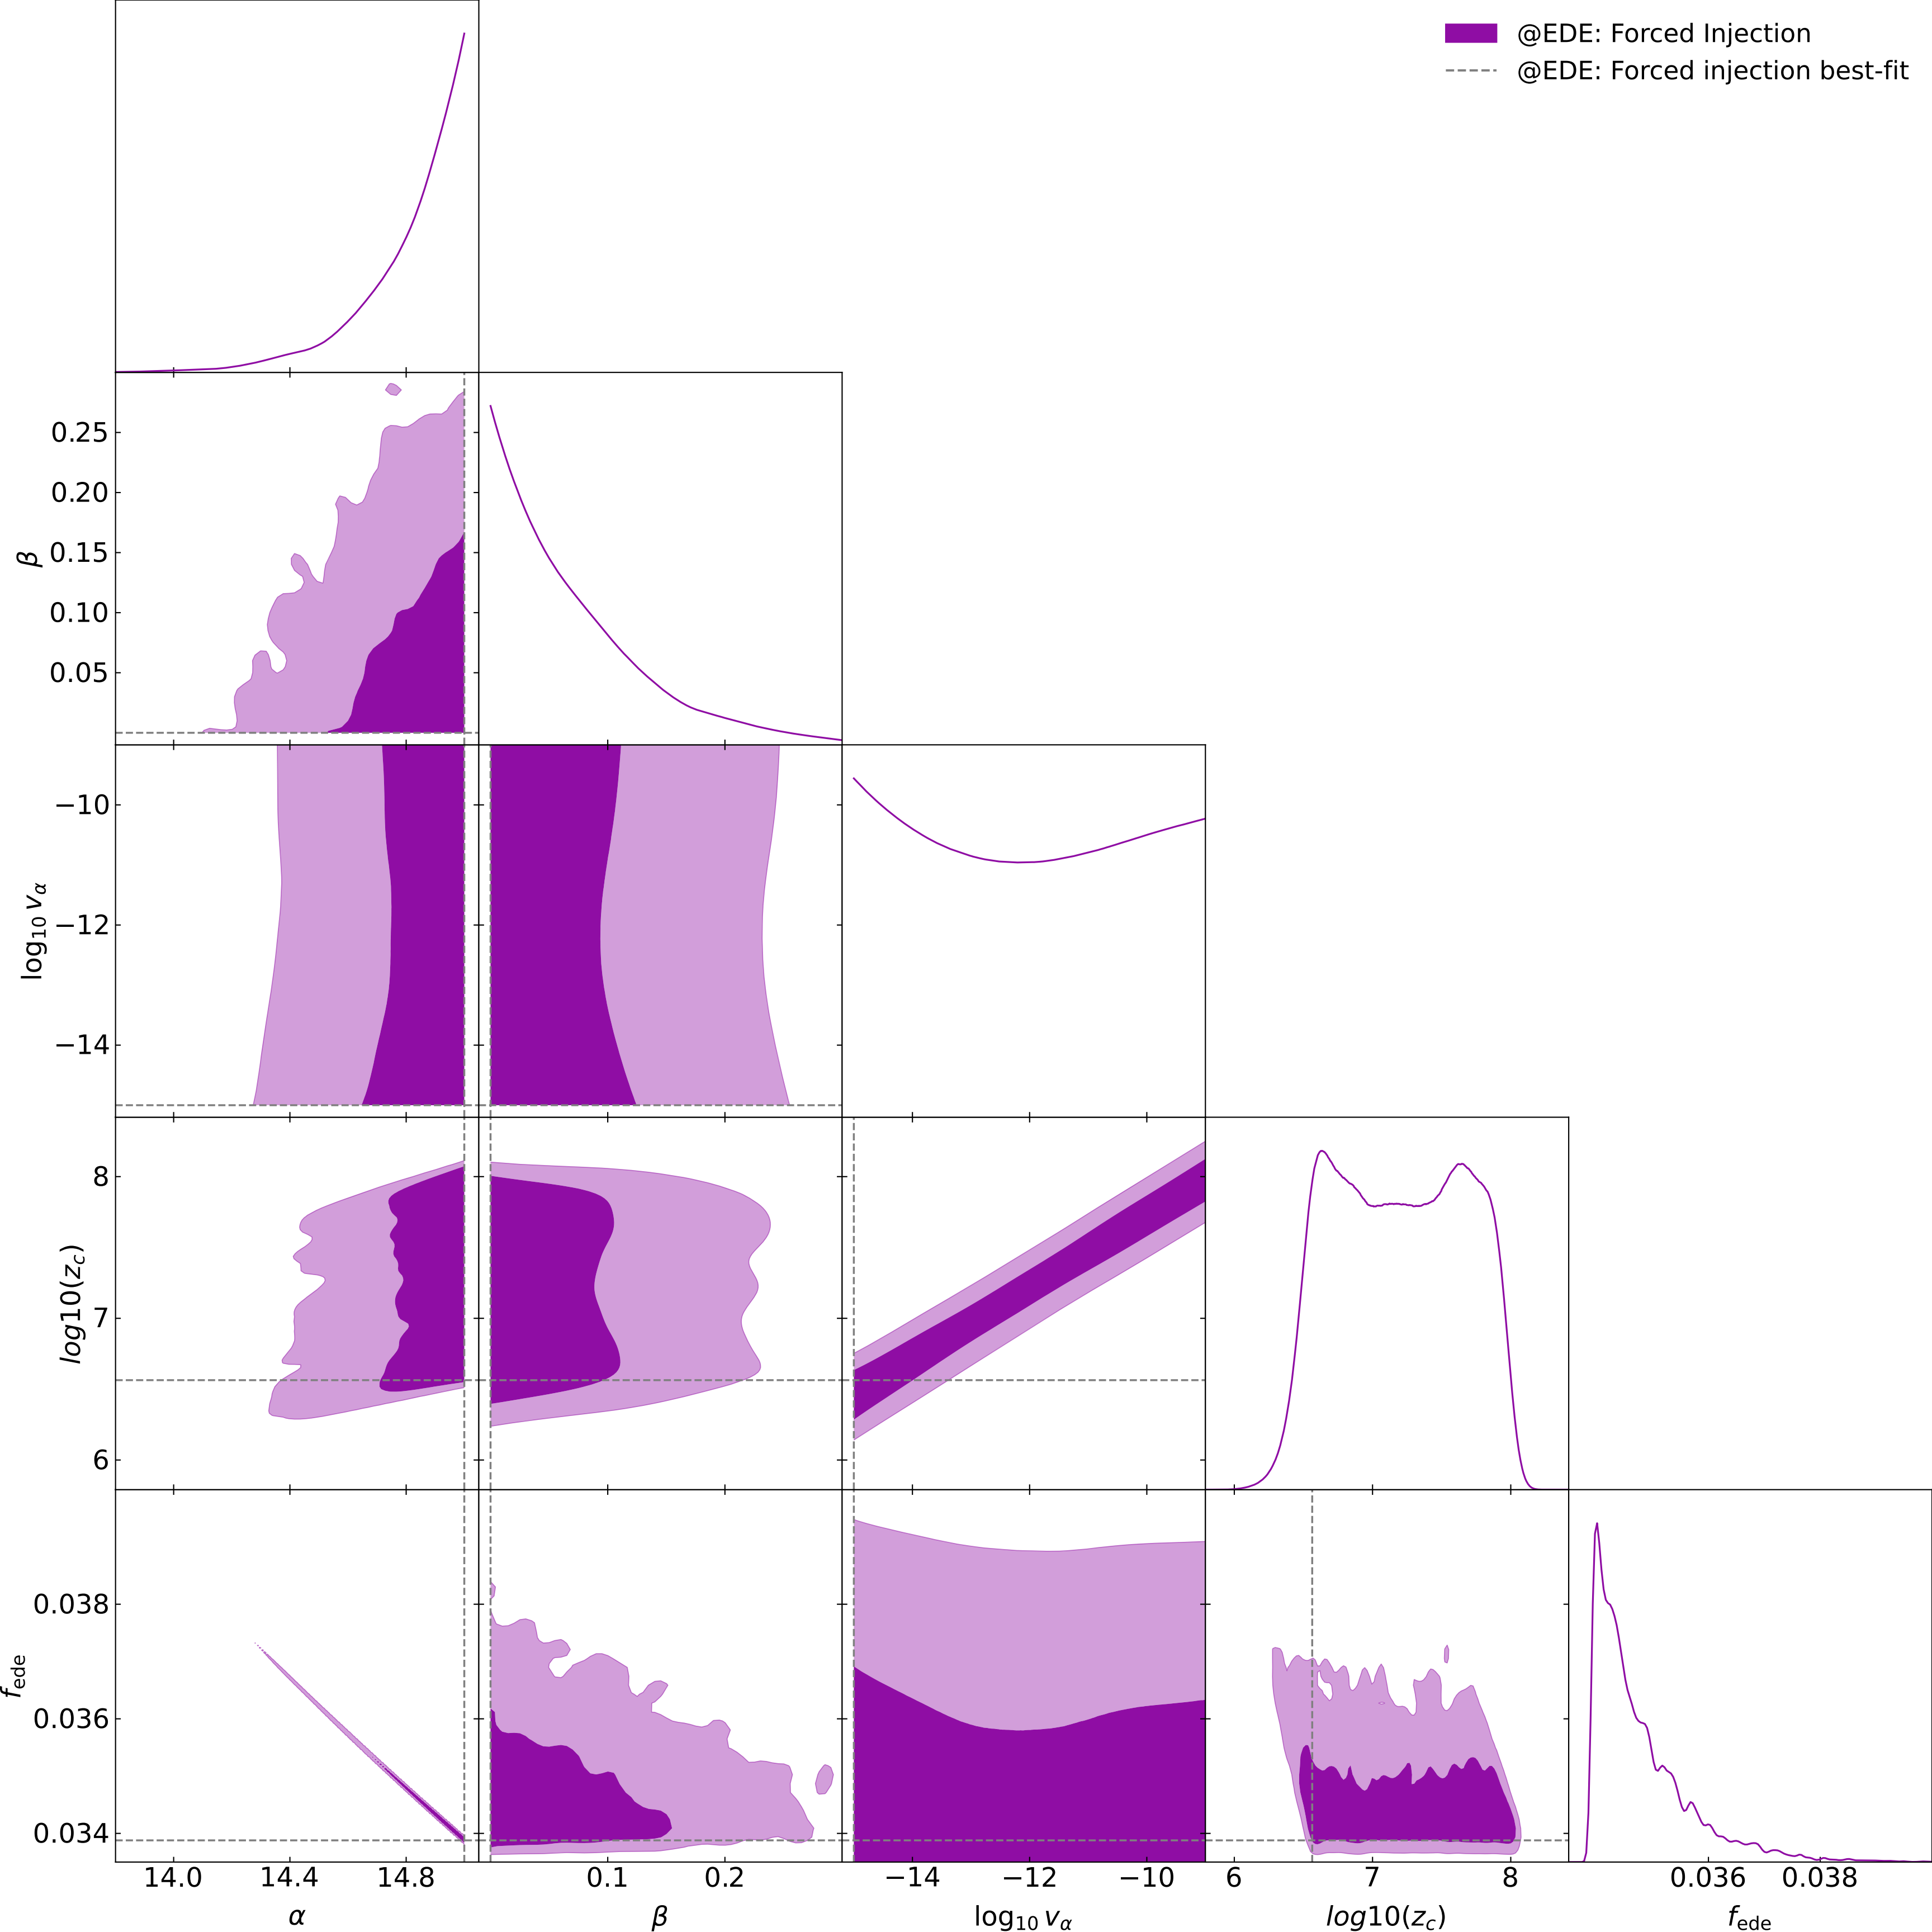 @EDE: Forced Injection
@EDE: Forced injection best-fit
β
0.25
0.20
0.15
0.10
0.05
log₁₀ vα
−10
−12
−14
log10(z_c)
8
7
6
f_ede
0.038
0.036
0.034
14.0 14.4 14.8 0.1 0.2 −14 −12 −10 6 7 8 0.036 0.038
α β log₁₀ vα log10(z_c) f_ede